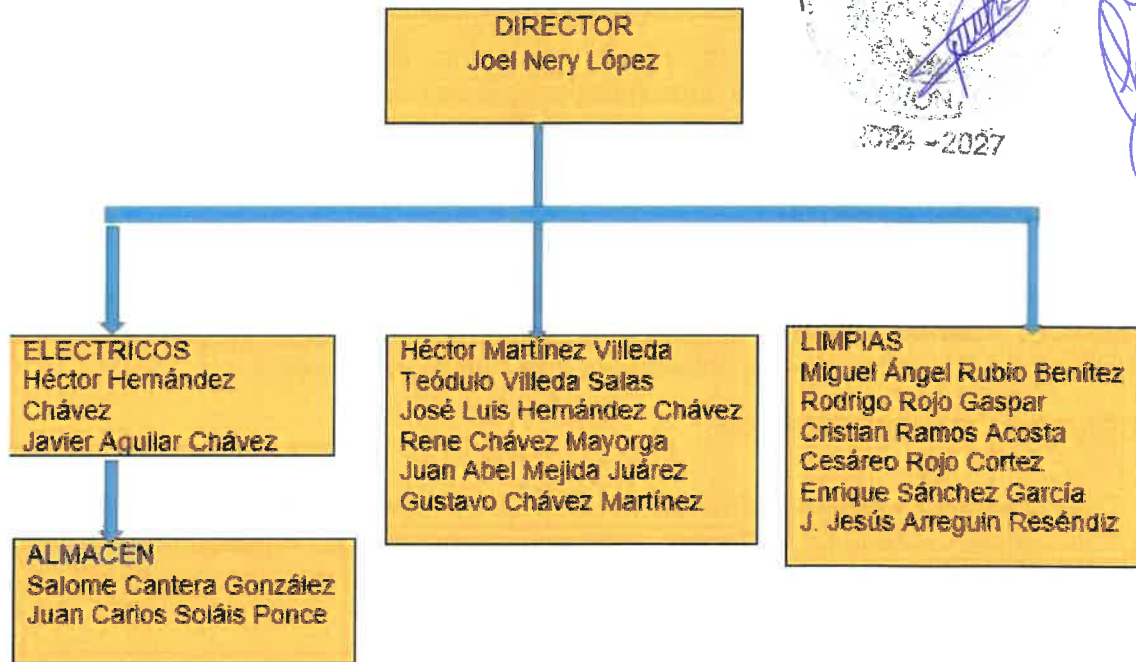 DIRECTOR
Joel Nery López
2024 - 2027
ELECTRICOS
Héctor Hernández
Chávez
Javier Aguilar Chávez
Héctor Martínez Villeda
Teódulo Villeda Salas
José Luis Hernández Chávez
Rene Chávez Mayorga
Juan Abel Mejida Juárez
Gustavo Chávez Martínez
LIMPIAS
Miguel Ángel Rubio Benítez
Rodrigo Rojo Gaspar
Cristian Ramos Acosta
Cesáreo Rojo Cortez
Enrique Sánchez García
J. Jesús Arreguin Reséndiz
ALMACEN
Salome Cantera González
Juan Carlos Soláis Ponce